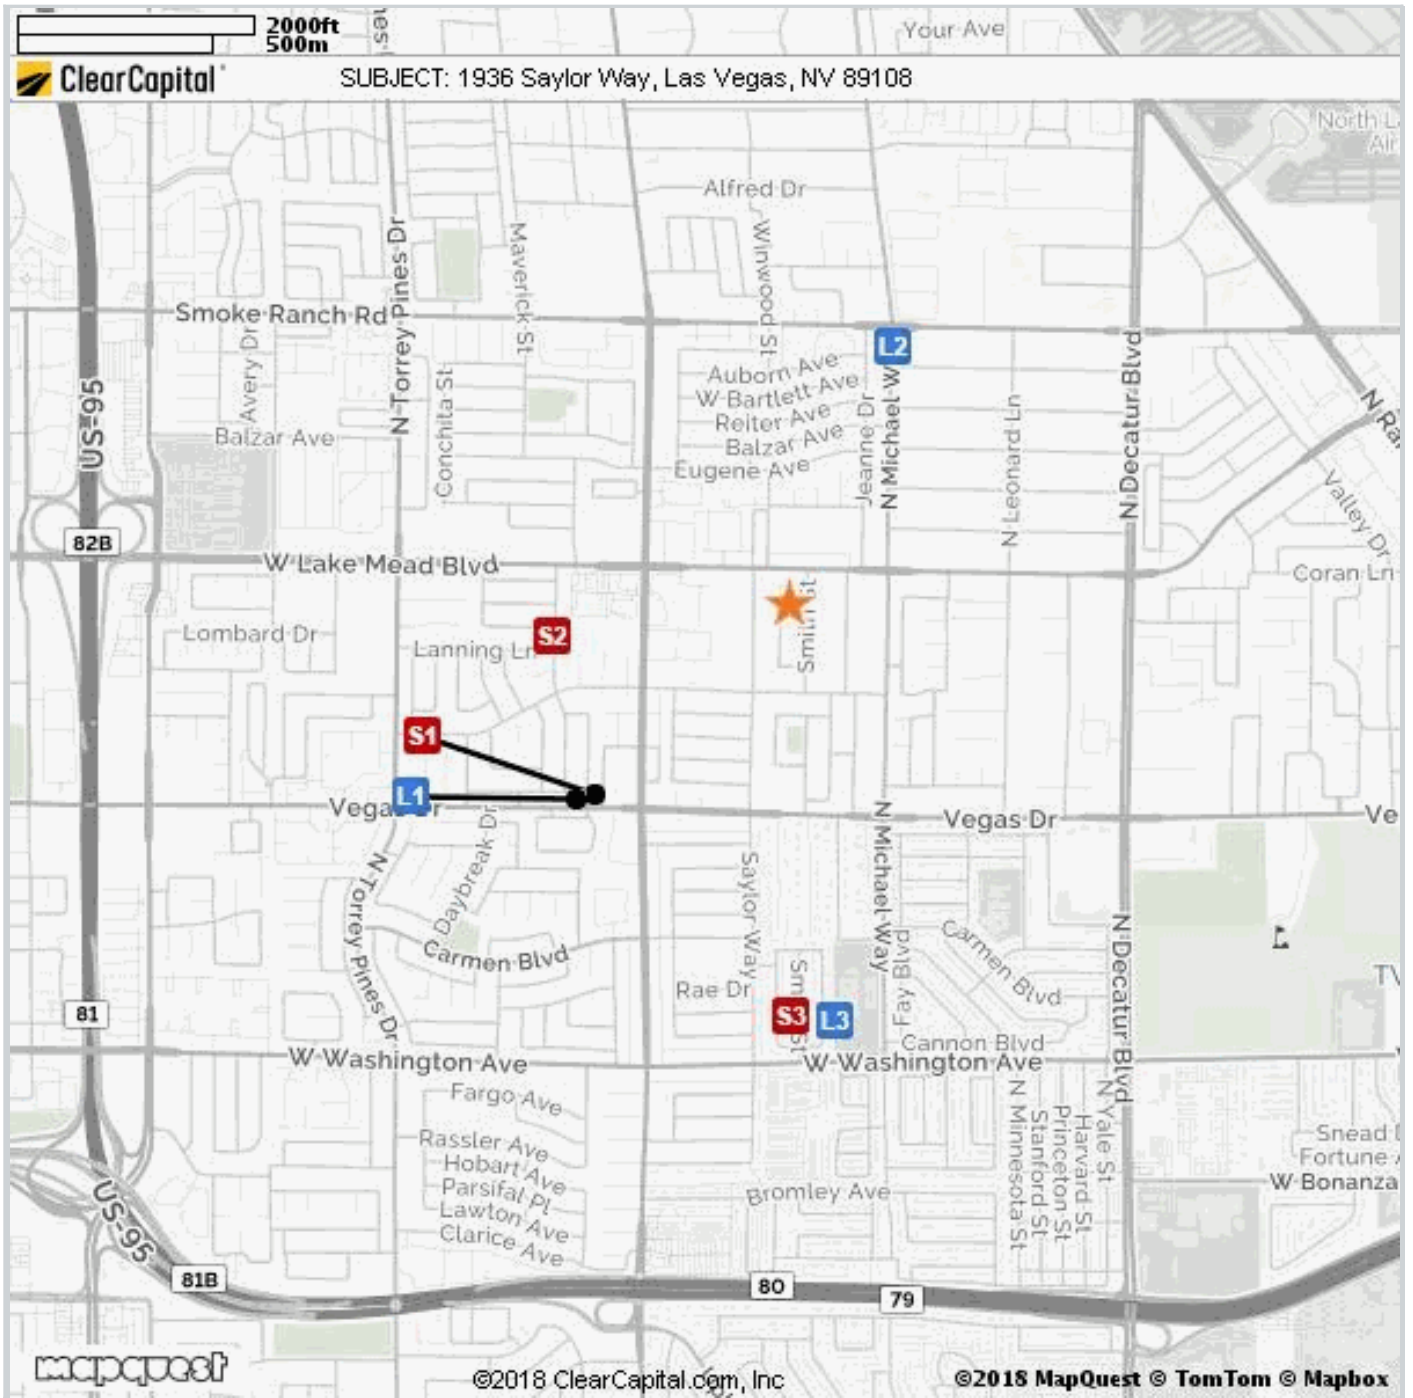 2000ft
500m
Your Ave
ClearCapital
SUBJECT: 1936 Saylor Way, Las Vegas, NV 89108
Alfred Dr
N Torrey Pines Dr
Maverick St
Winwood St
Smoke Ranch Rd
L2
Avery Dr
Auborn Ave
W Bartlett Ave
Reiter Ave
Balzar Ave
Eugene Ave
Jeanne Dr
N Michael W
N Leonard Ln
N Decatur Blvd
US-95
Conchita St
Balzar Ave
Valley Dr
82B
W Lake Mead Blvd
Coran Ln
Smith St
Lombard Dr
S2
Lanning Ln
S1
L1
Vegas Dr
Vegas Dr
Daybreak Dr
N Torrey Pines Dr
Carmen Blvd
Saylor Way
N Michael Way
Fay Blvd
Carmen Blvd
N Decatur Blvd
Rae Dr
81
S3
L3
Cannon Blvd
W Washington Ave
W Washington Ave
Fargo Ave
Rassler Ave
Hobart Ave
Parsifal Pl
Lawton Ave
Clarice Ave
N Minnesota St
Stanford St
Princeton St
Harvard St
N Yale St
Snead
Fortune
W Bonanza
Bromley Ave
US-95
81B
80
79
mapquest
©2018 ClearCapital.com, Inc
©2018 MapQuest © TomTom © Mapbox